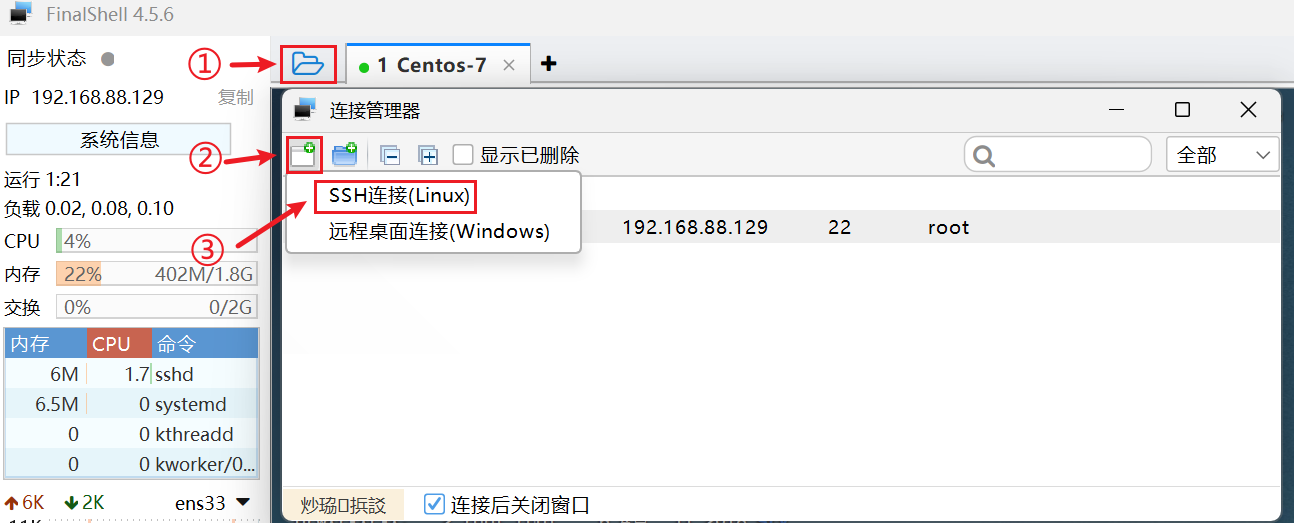 FinalShell 4.5.6
同步状态
IP 192.168.88.129 复制
系统信息
运行 1:21
负载 0.02, 0.08, 0.10
CPU 4%
内存 22% 402M/1.8G
交换 0% 0/2G
内存 CPU 命令
6M 1.7 sshd
6.5M 0 systemd
0 0 kthreadd
0 0 kworker/0...
6K 2K ens33
11K
① 1 Centos-7
连接管理器
② 显示已删除 全部
SSH连接(Linux)
③ 远程桌面连接(Windows)
192.168.88.129 22 root
连接后关闭窗口